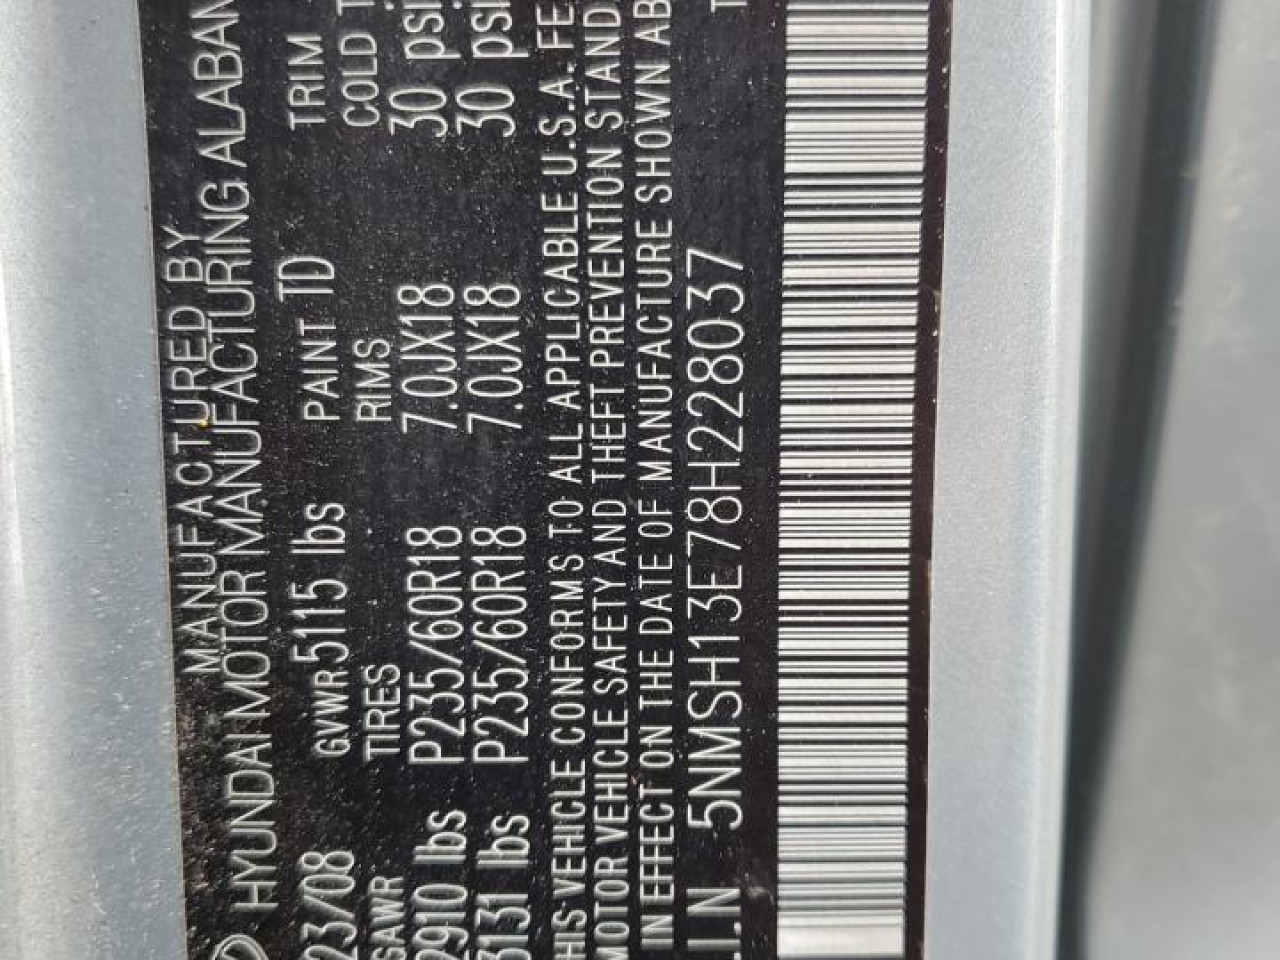 MANUFACTURED BY
HYUNDAI MOTOR MANUFACTURING ALABAM
23/08 GVWR 5115 lbs PAINT TD TRIM
GAWR TIRES RIMS COLD T
2910 lbs P235/60R18 7.0JX18 30 psi
3131 lbs P235/60R18 7.0JX18 30 psi
HIS VEHICLE CONFORMS TO ALL APPLICABLE U.S.A. FE
MOTOR VEHICLE SAFETY AND THEFT PREVENTION STAND
IN EFFECT ON THE DATE OF MANUFACTURE SHOWN AB
I.N 5NMSH13E78H228037 T